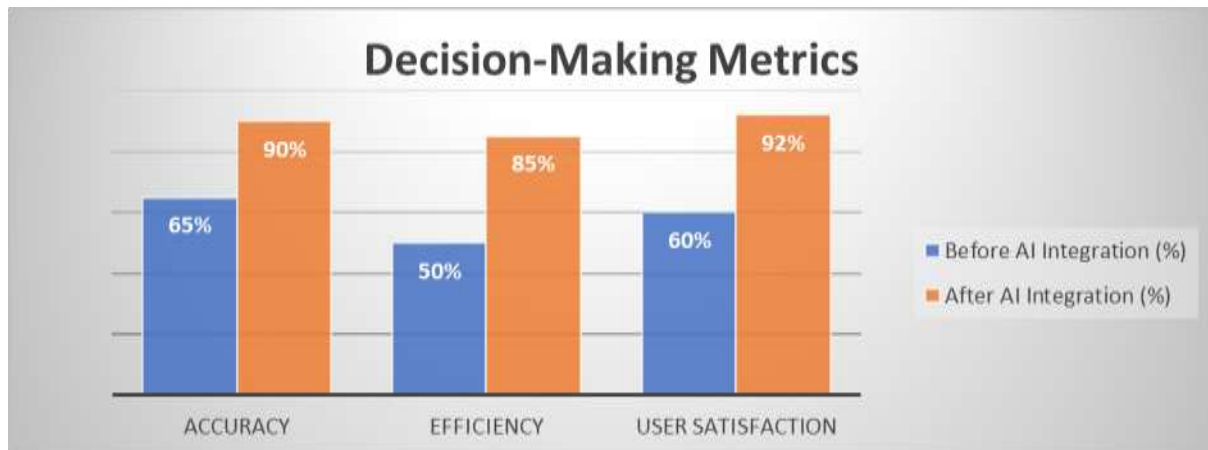 Decision-Making Metrics
90%
92%
85%
65%
60%
50%
Before AI Integration (%)
After AI Integration (%)
ACCURACY
EFFICIENCY
USER SATISFACTION